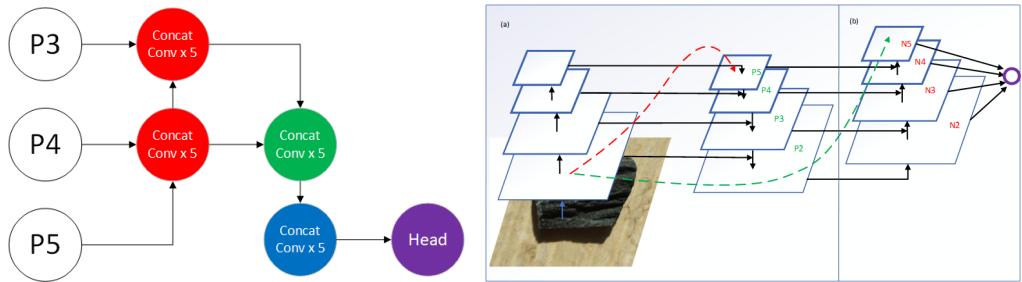 P3
Concat
Conv x 5
P4
Concat
Conv x 5
Concat
Conv x 5
P5
Concat
Conv x 5
Head
(a)
P5
P4
P3
P2
(b)
N5
N4
N3
N2